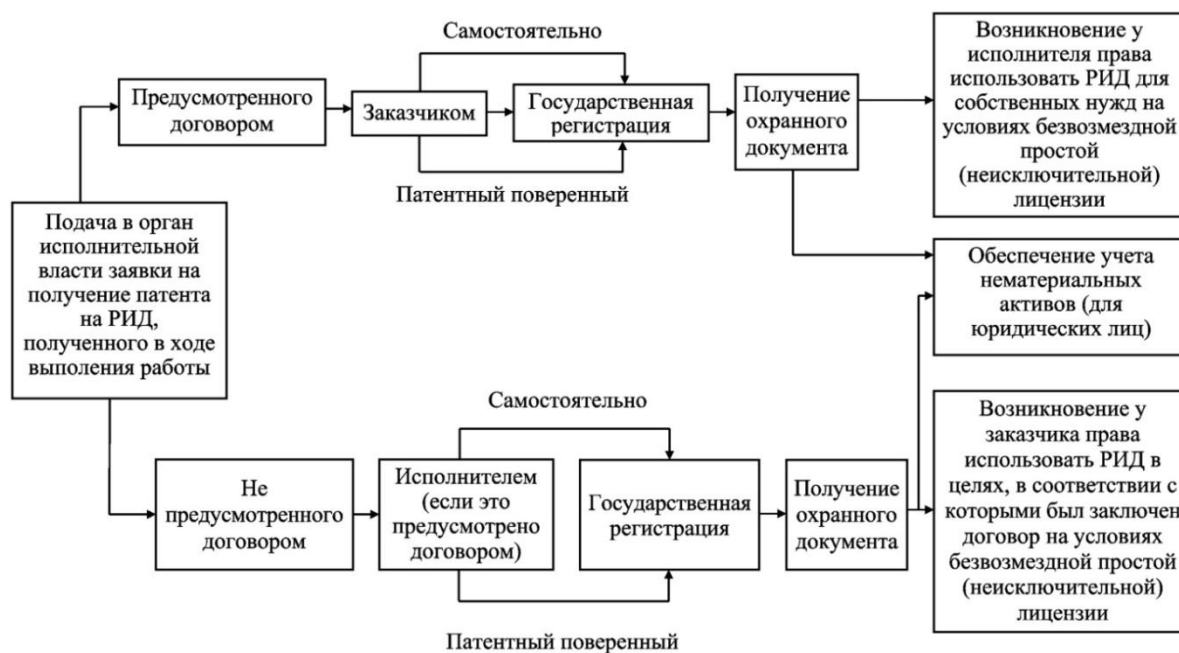 Самостоятельно
Предусмотренного
договором
Заказчиком
Государственная
регистрация
Патентный поверенный
Получение
охранного
документа
Возникновение у
исполнителя права
использовать РИД для
собственных нужд на
условиях безвозмездной
простой
(неисключительной)
лицензии
Подача в орган
исполнительной
власти заявки на
получение патента
на РИД,
полученного в ходе
выполения работы
Обеспечение учета
нематериальных
активов (для
юридических лиц)
Самостоятельно
Не
предусмотренного
договором
Исполнителем
(если это
предусмотрено
договором)
Государственная
регистрация
Патентный поверенный
Получение
охранного
документа
Возникновение у
заказчика права
использовать РИД в
целях, в соответствии с
которыми был заключен
договор на условиях
безвозмездной простой
(неисключительной)
лицензии